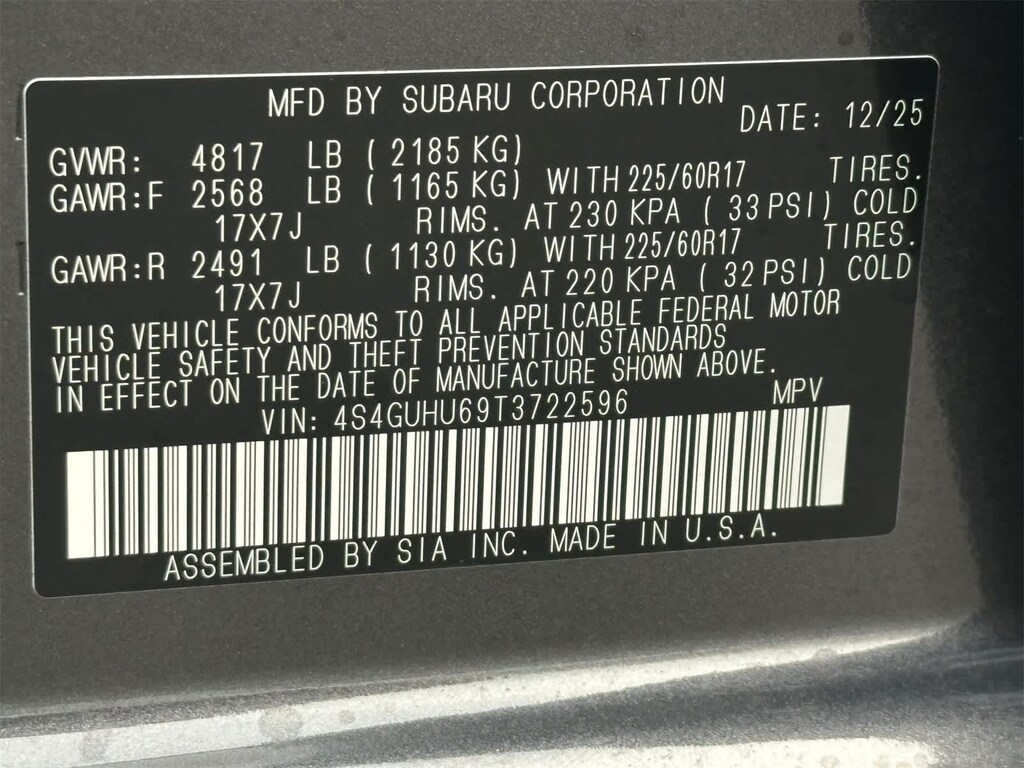 MFD BY SUBARU CORPORATION
DATE: 12/25
GVWR: 4817 LB ( 2185 KG)
GAWR:F 2568 LB ( 1165 KG) WITH 225/60R17 TIRES.
17X7J RIMS. AT 230 KPA ( 33 PSI) COLD
GAWR:R 2491 LB ( 1130 KG) WITH 225/60R17 TIRES.
17X7J RIMS. AT 220 KPA ( 32 PSI) COLD
THIS VEHICLE CONFORMS TO ALL APPLICABLE FEDERAL MOTOR
VEHICLE SAFETY AND THEFT PREVENTION STANDARDS
IN EFFECT ON THE DATE OF MANUFACTURE SHOWN ABOVE.
VIN: 4S4GUHU69T3722596 MPV
ASSEMBLED BY SIA INC. MADE IN U.S.A.